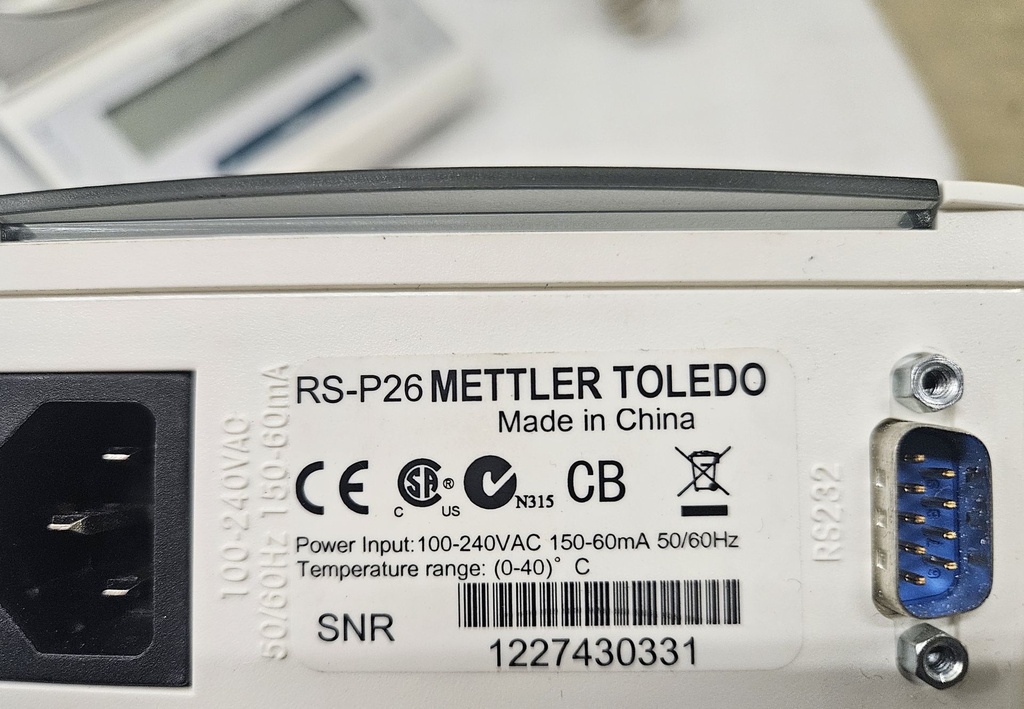 RS-P26 METTLER TOLEDO
Made in China
CE C SA ® US N315 CB
Power Input:100-240VAC 150-60mA 50/60Hz
Temperature range: (0-40)° C
SNR
1227430331
100-240VAC
50/60Hz 150-60mA
RS232